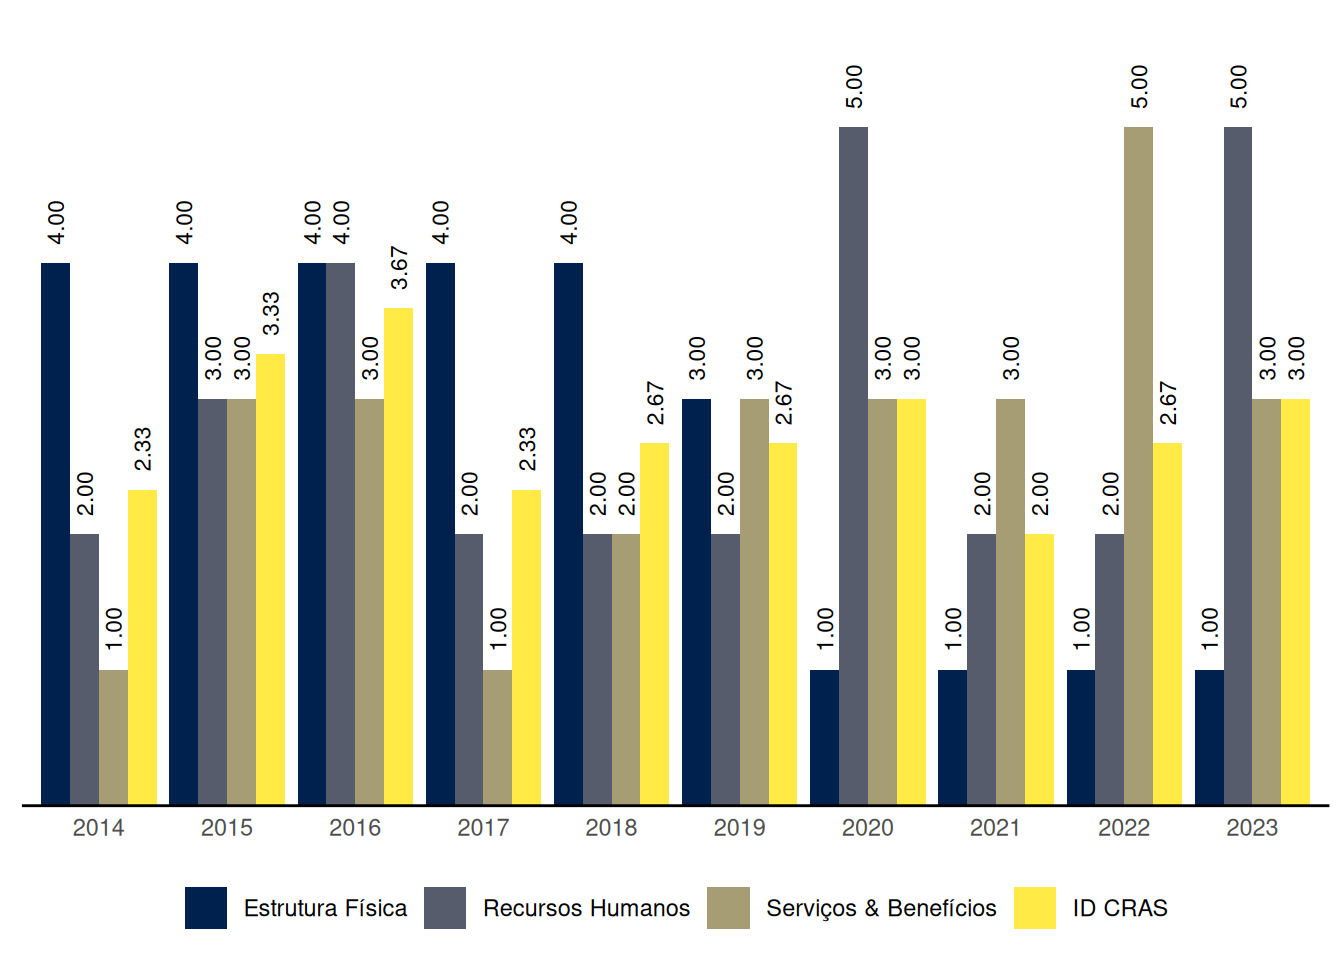 4.00 2.00 1.00 2.33
4.00 3.00 3.00 3.33
4.00 4.00 3.00 3.67
4.00 2.00 1.00 2.33
4.00 2.00 2.00 2.67
3.00 2.00 3.00 2.67
1.00 5.00 3.00 3.00
1.00 2.00 3.00 2.00
1.00 2.00 5.00 2.67
1.00 5.00 3.00 3.00
2014 2015 2016 2017 2018 2019 2020 2021 2022 2023
Estrutura Física Recursos Humanos Serviços & Benefícios ID CRAS